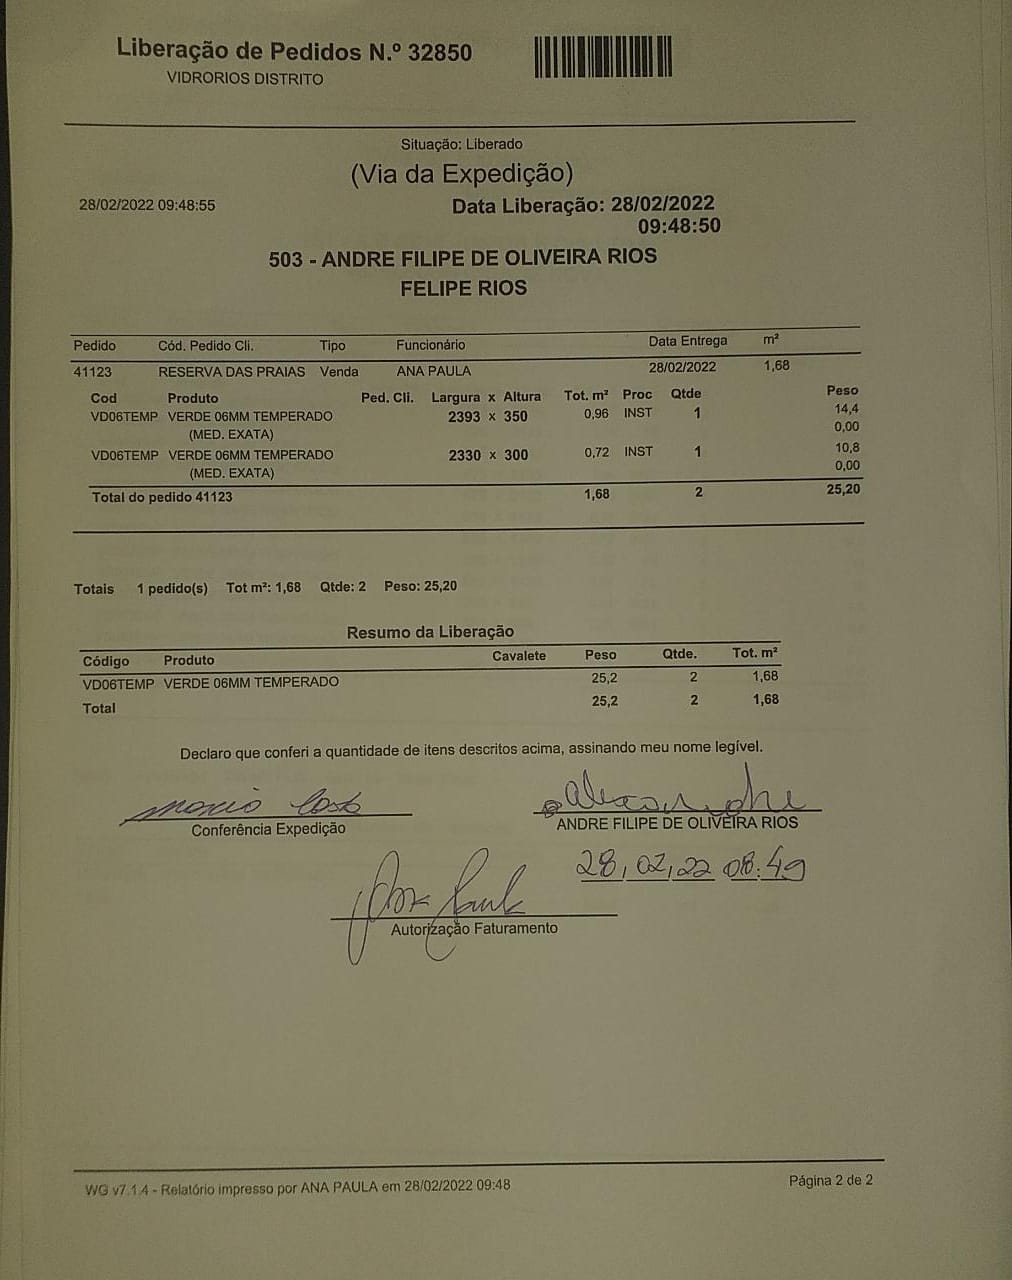 Liberação de Pedidos N.º 32850
VIDRORIOS DISTRITO
Situação: Liberado
(Via da Expedição)
28/02/2022 09:48:55
Data Liberação: 28/02/2022
09:48:50
503 - ANDRE FILIPE DE OLIVEIRA RIOS
FELIPE RIOS
Pedido Cód. Pedido Cli. Tipo Funcionário Data Entrega m²
41123 RESERVA DAS PRAIAS Venda ANA PAULA 28/02/2022 1,68
Cod Produto Ped. Cli. Largura x Altura Tot. m² Proc Qtde Peso
VD06TEMP VERDE 06MM TEMPERADO 2393 x 350 0,96 INST 1 14,4
(MED. EXATA) 0,00
VD06TEMP VERDE 06MM TEMPERADO 2330 x 300 0,72 INST 1 10,8
(MED. EXATA) 0,00
Total do pedido 41123 1,68 2 25,20
Totais 1 pedido(s) Tot m²: 1,68 Qtde: 2 Peso: 25,20
Resumo da Liberação
Código Produto Cavalete Peso Qtde. Tot. m²
VD06TEMP VERDE 06MM TEMPERADO 25,2 2 1,68
Total 25,2 2 1,68
Declaro que conferi a quantidade de itens descritos acima, assinando meu nome legível.
Costa Alexandre
Conferência Expedição ANDRE FILIPE DE OLIVEIRA RIOS
28,02,22 08:49
Ana Paula
Autorização Faturamento
WG v7.1.4 - Relatório impresso por ANA PAULA em 28/02/2022 09:48
Página 2 de 2